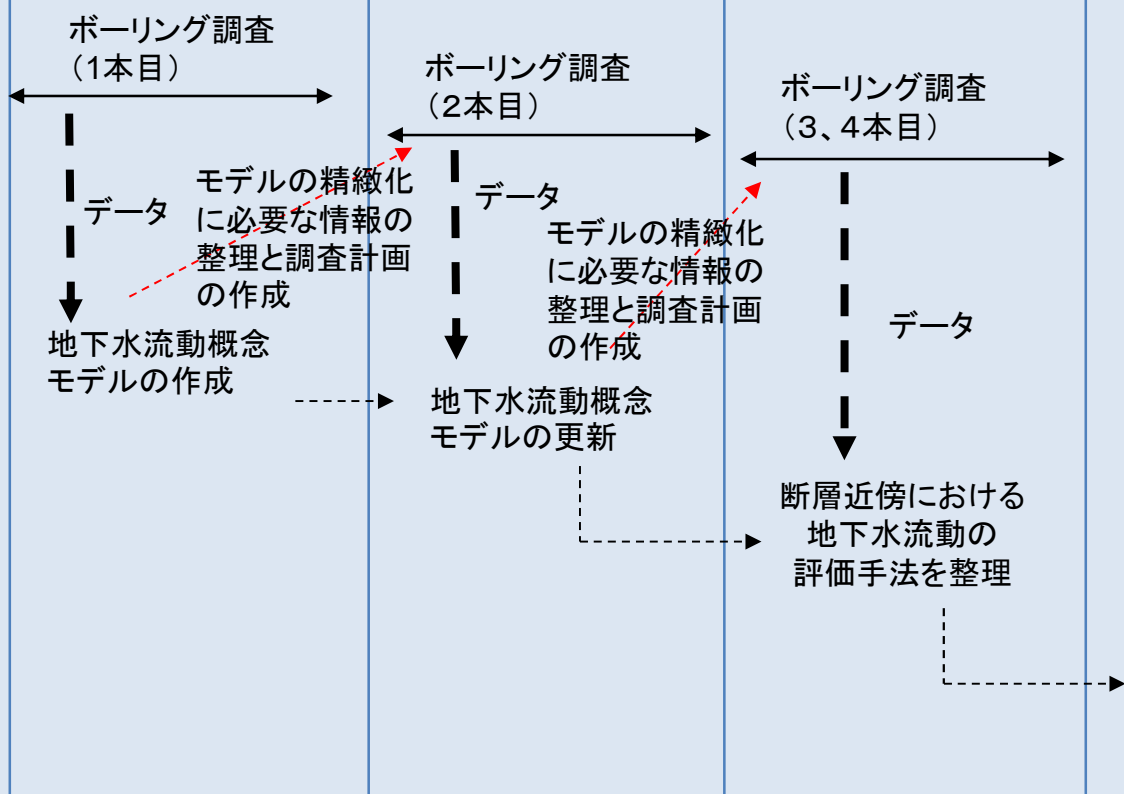 ボーリング調査
（1本目）
データ
モデルの精緻化
に必要な情報の
整理と調査計画
の作成
地下水流動概念
モデルの作成
ボーリング調査
（２本目）
データ
モデルの精緻化
に必要な情報の
整理と調査計画
の作成
地下水流動概念
モデルの更新
ボーリング調査
（３、４本目）
データ
断層近傍における
地下水流動の
評価手法を整理